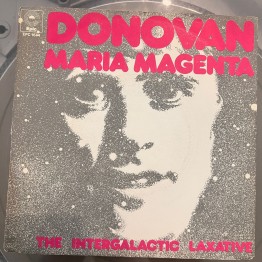 DONOVAN
MARIA MAGENTA
THE INTERGALACTIC LAXATIVE